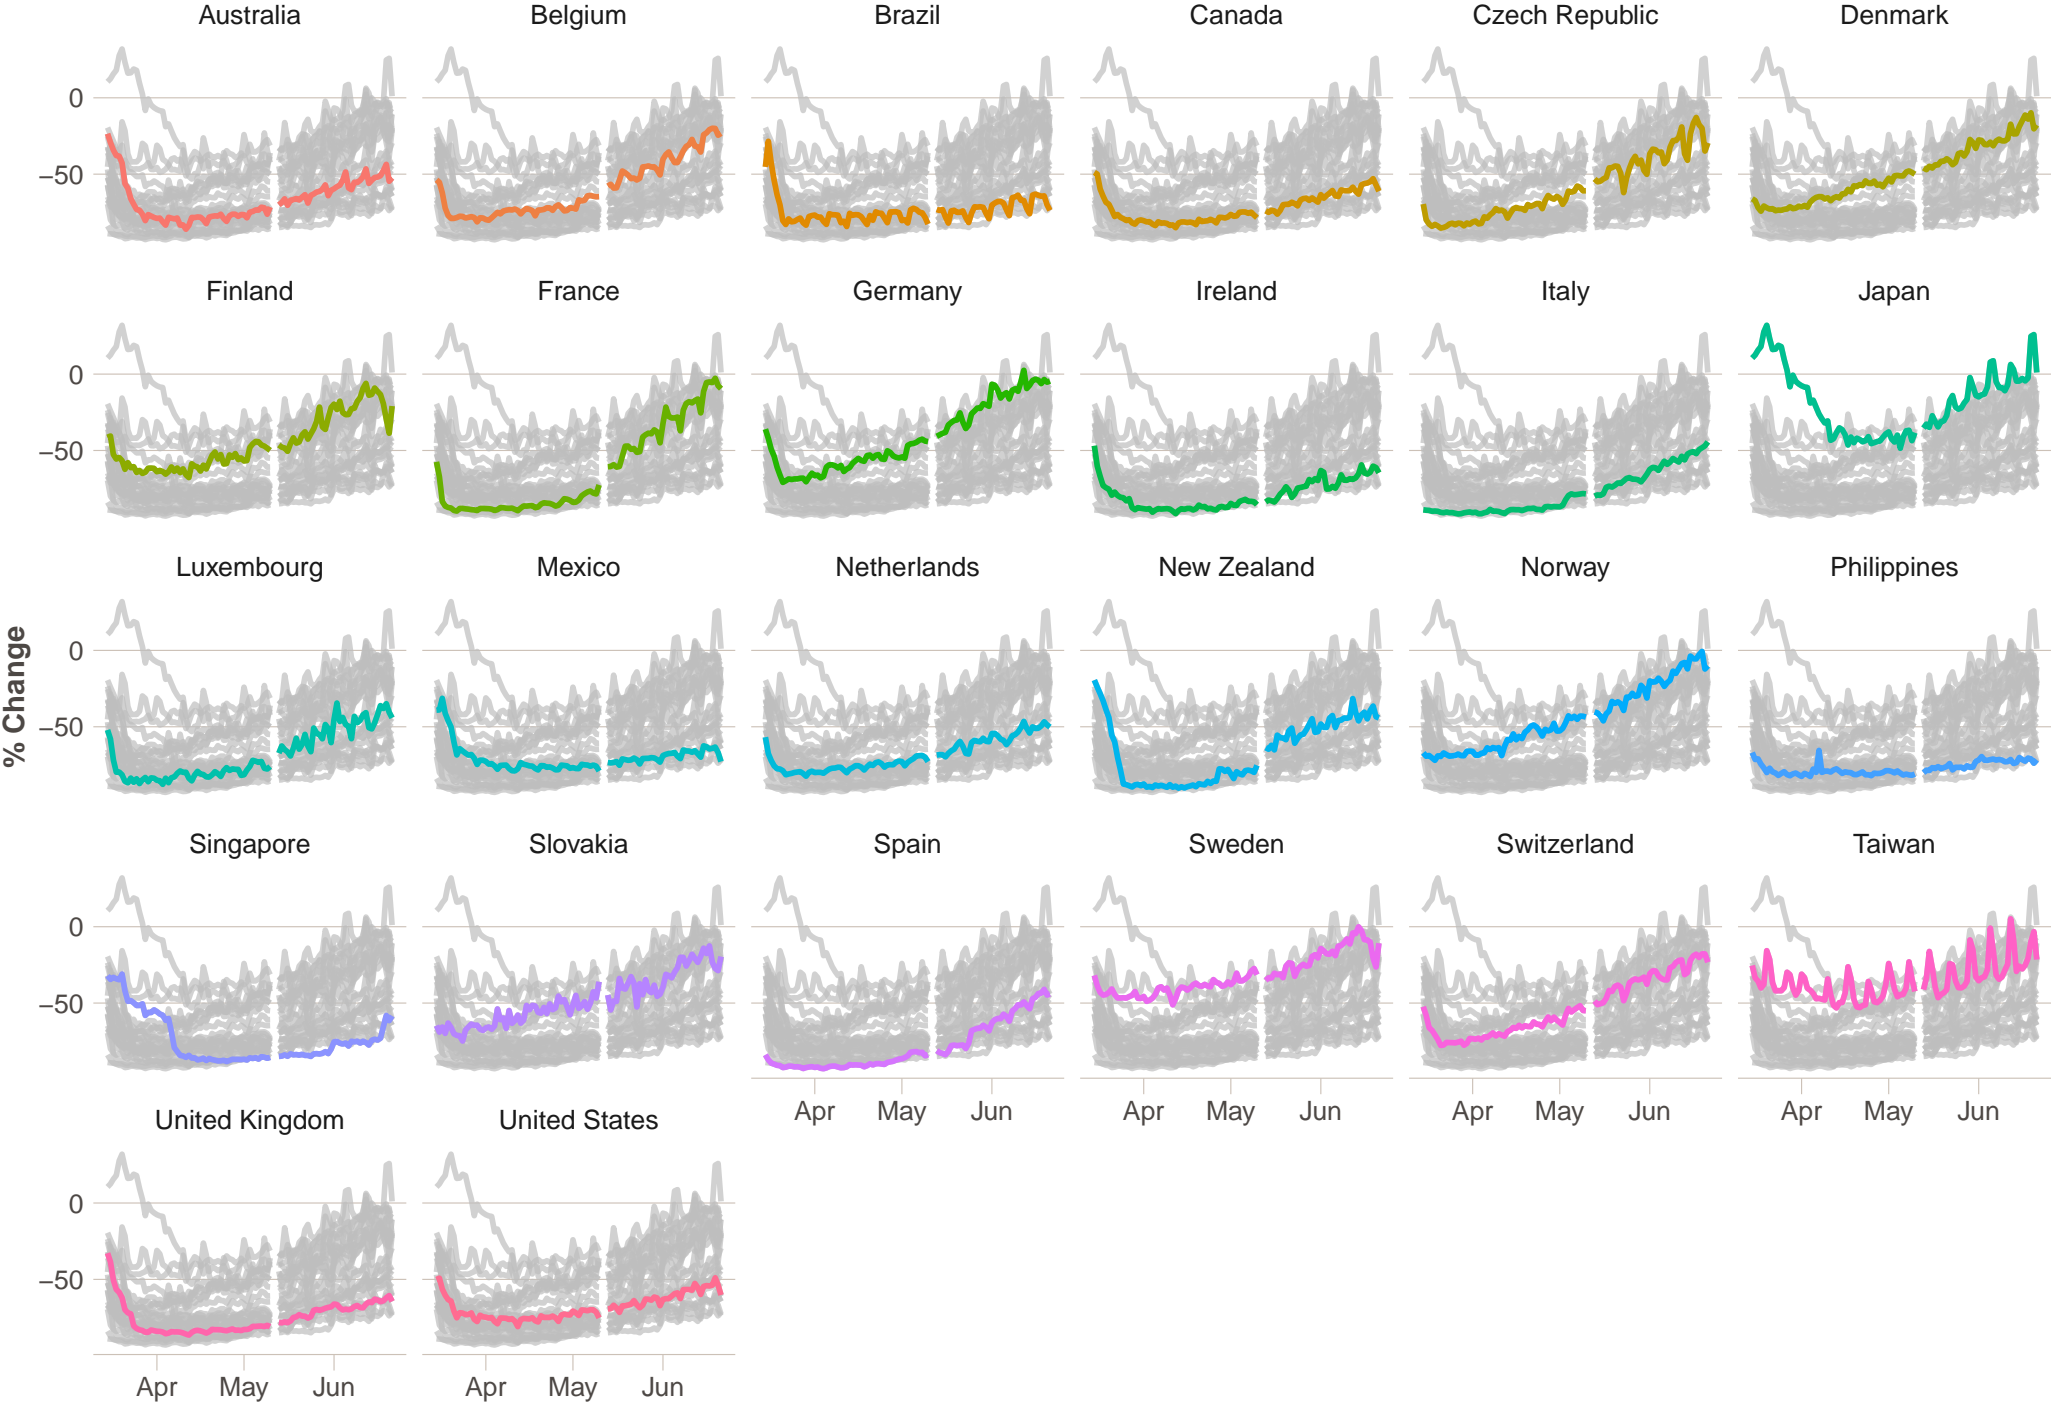 Australia Belgium Brazil Canada Czech Republic Denmark
0
−50
Finland France Germany Ireland Italy Japan
0
−50
Luxembourg Mexico Netherlands New Zealand Norway Philippines
0
−50
% Change
Singapore Slovakia Spain Sweden Switzerland Taiwan
0
−50
Apr May Jun Apr May Jun Apr May Jun Apr May Jun
United Kingdom United States
0
−50
Apr May Jun Apr May Jun